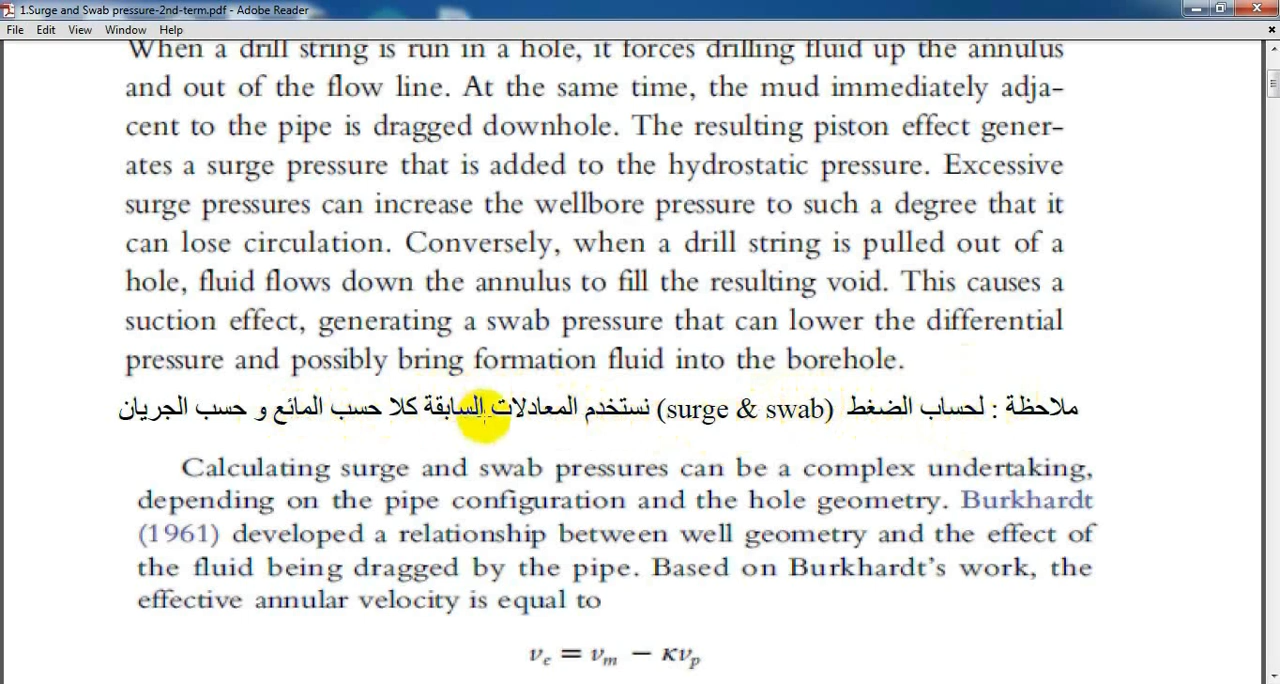 1.Surge and Swab pressure-2nd-term.pdf - Adobe Reader
File Edit View Window Help
When a drill string is run in a hole, it forces drilling fluid up the annulus
and out of the flow line. At the same time, the mud immediately adja-
cent to the pipe is dragged downhole. The resulting piston effect gener-
ates a surge pressure that is added to the hydrostatic pressure. Excessive
surge pressures can increase the wellbore pressure to such a degree that it
can lose circulation. Conversely, when a drill string is pulled out of a
hole, fluid flows down the annulus to fill the resulting void. This causes a
suction effect, generating a swab pressure that can lower the differential
pressure and possibly bring formation fluid into the borehole.
ملاحظة : لحساب الضغط (surge & swab) نستخدم المعادلات السابقة كلا حسب المائع و حسب الجريان
Calculating surge and swab pressures can be a complex undertaking,
depending on the pipe configuration and the hole geometry. Burkhardt
(1961) developed a relationship between well geometry and the effect of
the fluid being dragged by the pipe. Based on Burkhardt's work, the
effective annular velocity is equal to
v_e = v_m − κv_p